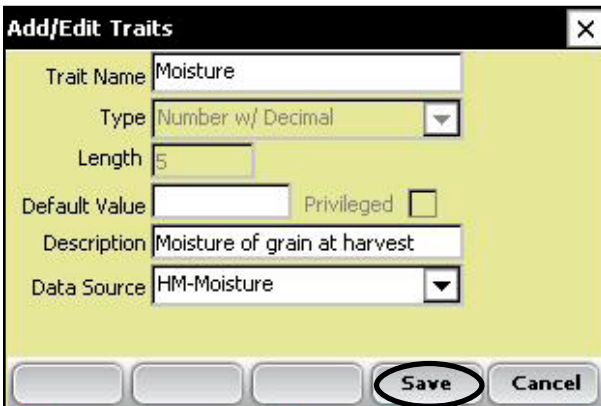 Add/Edit Traits
Trait Name Moisture
Type Number w/ Decimal
Length 5
Default Value Privileged
Description Moisture of grain at harvest
Data Source HM-Moisture
Save Cancel